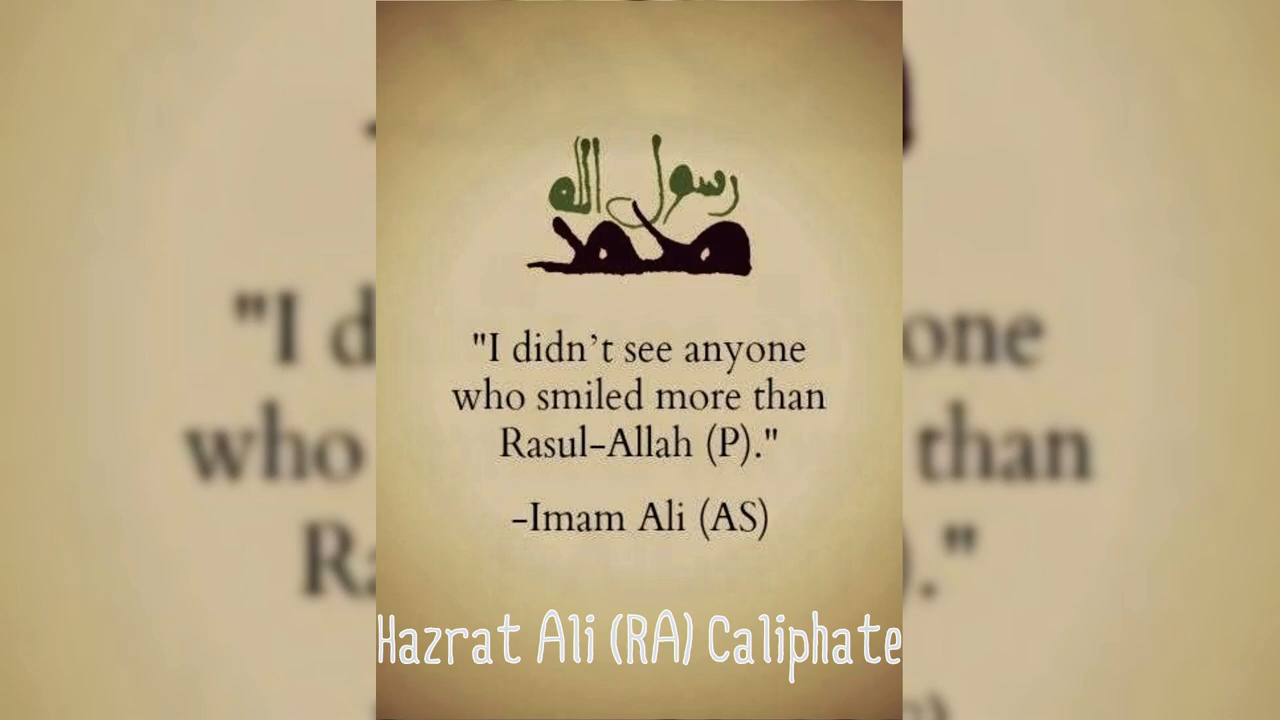 رسول الله
محمد
"I didn’t see anyone
who smiled more than
Rasul-Allah (P)."
-Imam Ali (AS)
Hazrat Ali (RA) Caliphate